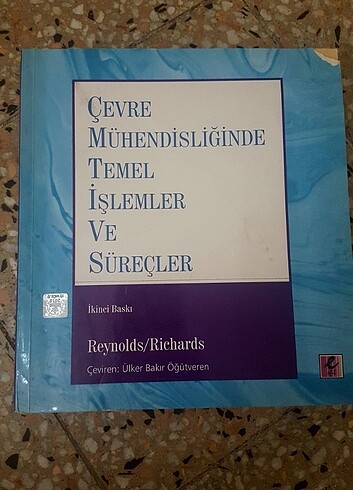 ÇEVRE
MÜHENDİSLİĞİNDE
TEMEL
İŞLEMLER
VE
SÜREÇLER
İkinci Baskı
Reynolds/Richards
Çeviren: Ülker Bakır Öğütveren